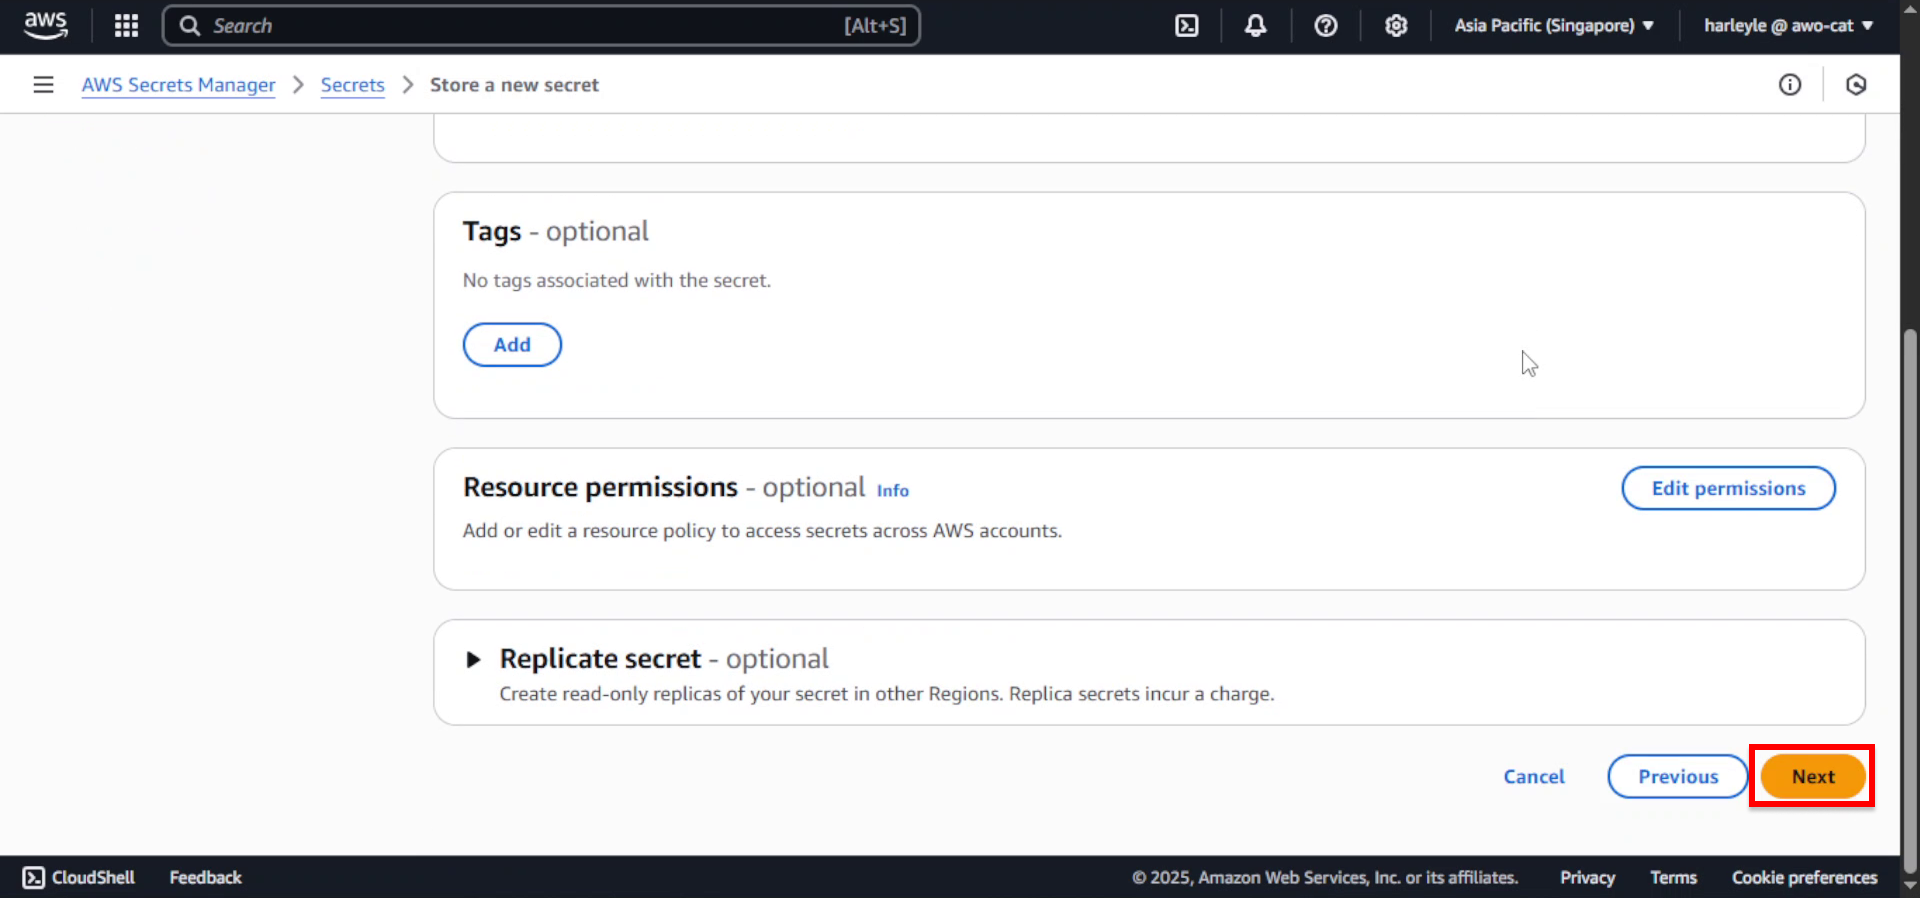 aws Search [Alt+S] Asia Pacific (Singapore) harleyle @ awo-cat
AWS Secrets Manager Secrets Store a new secret
Tags - optional
No tags associated with the secret.
Add
Resource permissions - optional Info Edit permissions
Add or edit a resource policy to access secrets across AWS accounts.
Replicate secret - optional
Create read-only replicas of your secret in other Regions. Replica secrets incur a charge.
Cancel Previous Next
CloudShell Feedback © 2025, Amazon Web Services, Inc. or its affiliates. Privacy Terms Cookie preferences